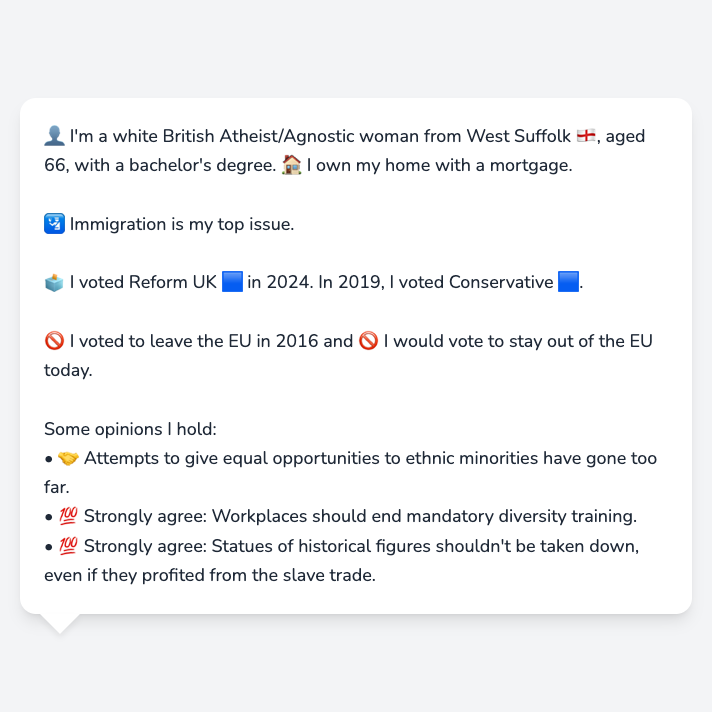 👤 I'm a white British Atheist/Agnostic woman from West Suffolk 🏴󠁧󠁢󠁥󠁮󠁧󠁿, aged
66, with a bachelor's degree. 🏠 I own my home with a mortgage.
🛂 Immigration is my top issue.
🗳️ I voted Reform UK 🟦 in 2024. In 2019, I voted Conservative 🟦.
🚫 I voted to leave the EU in 2016 and 🚫 I would vote to stay out of the EU
today.
Some opinions I hold:
• 🤝 Attempts to give equal opportunities to ethnic minorities have gone too
far.
• 💯 Strongly agree: Workplaces should end mandatory diversity training.
• 💯 Strongly agree: Statues of historical figures shouldn't be taken down,
even if they profited from the slave trade.